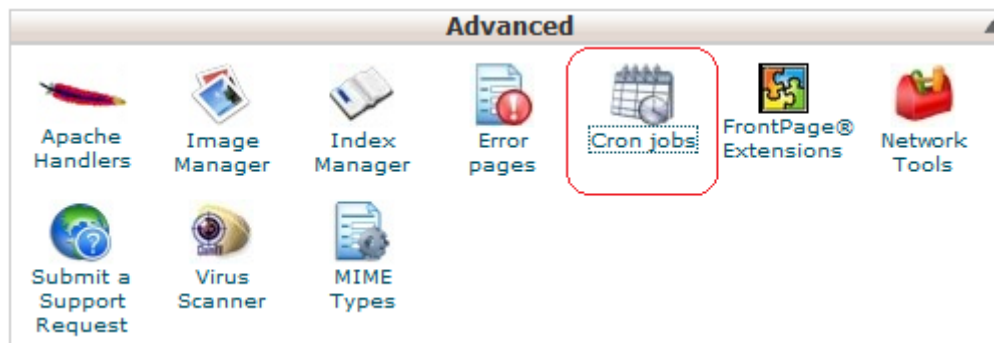 Advanced
Apache
Handlers
Image
Manager
Index
Manager
Error
pages
Cron jobs
FrontPage®
Extensions
Network
Tools
Submit a
Support
Request
Virus
Scanner
MIME
Types